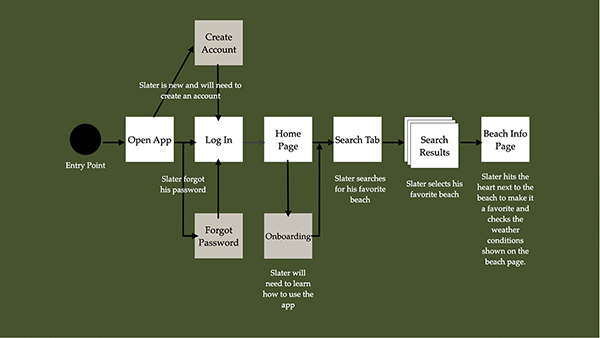 Create
Account
Slater is new and will need to
create an account
Entry Point
Open App
Log In
Home
Page
Search Tab
Search
Results
Beach Info
Page
Slater forgot
his password
Forgot
Password
Onboarding
Slater will
need to learn
how to use the
app
Slater searches
for his favorite
beach
Slater selects his
favorite beach
Slater hits the
heart next to the
beach to make it
a favorite and
checks the
weather
conditions
shown on the
beach page.